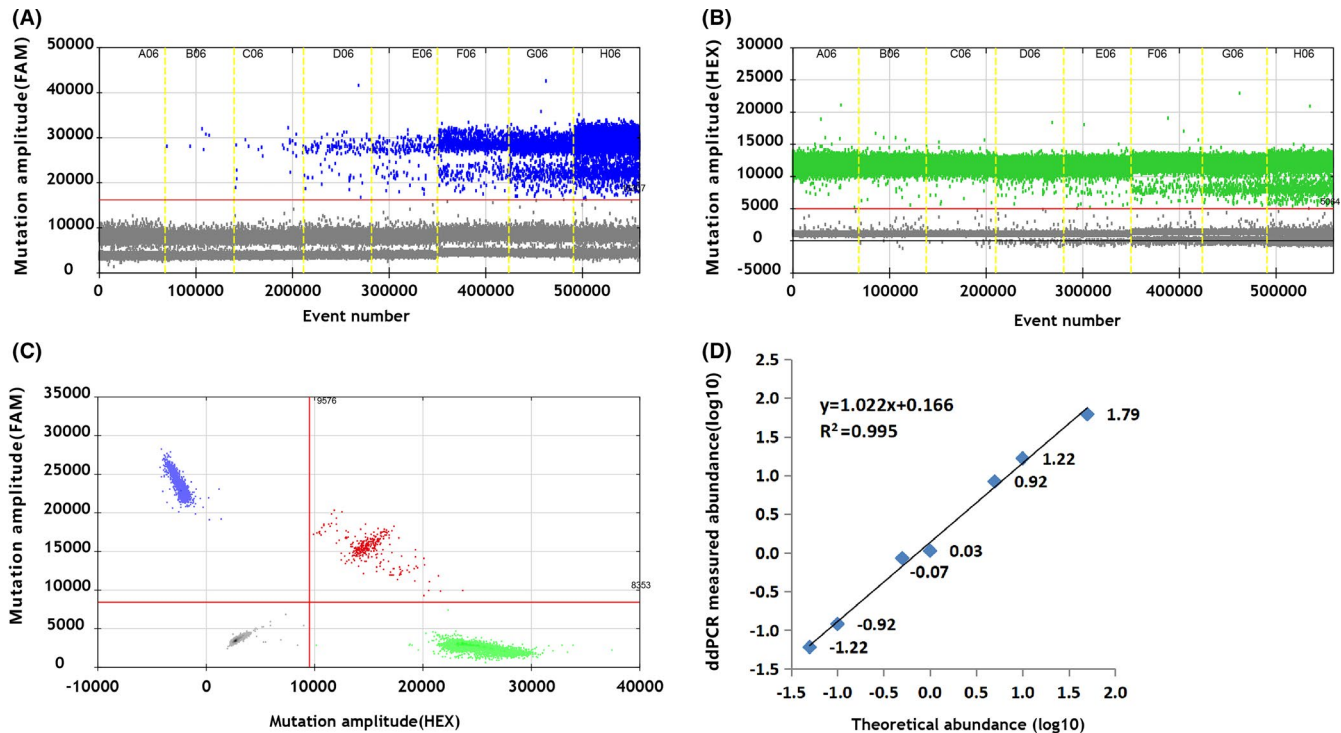 (A)
Mutation amplitude(FAM)
50000
40000
30000
20000
10000
0
A06 B06 C06 D06 E06 F06 G06 H06
0 100000 200000 300000 400000 500000
Event number
(B)
Mutation amplitude(HEX)
30000
25000
20000
15000
10000
5000
0
-5000
A06 B06 C06 D06 E06 F06 G06 H06
5064
0 100000 200000 300000 400000 500000
Event number
(C)
Mutation amplitude(FAM)
35000
30000
25000
20000
15000
10000
5000
0
9576
8353
-10000 0 10000 20000 30000 40000
Mutation amplitude(HEX)
(D)
ddPCR measured abundance(log10)
2.5
2.0
1.5
1.0
0.5
0.0
-0.5
-1.0
-1.5
y=1.022x+0.166
R²=0.995
1.79
1.22
0.92
0.03
-0.07
-0.92
-1.22
-1.5 -1.0 -0.5 0.0 0.5 1.0 1.5 2.0
Theoretical abundance (log10)